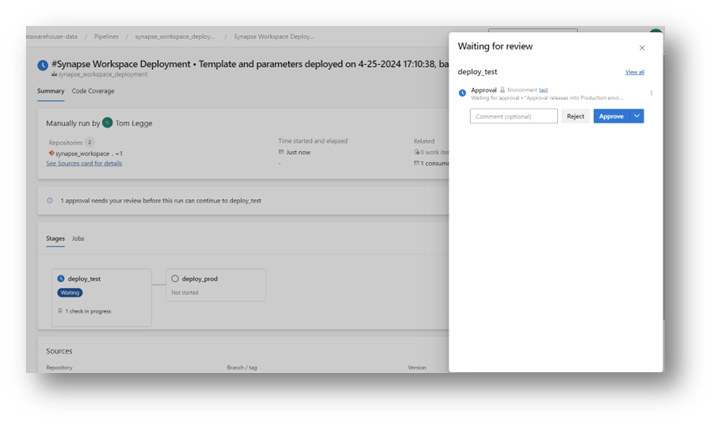 atawarehouse-data / Pipelines / synapse_workspace_deploy... / Synapse Workspace Deploy...
#Synapse Workspace Deployment • Template and parameters deployed on 4-25-2024 17:10:38, ba
synapse_workspace_deployment
Summary Code Coverage
Manually run by Tom Legge
Repositories 2
synapse_workspace , +1
See Sources card for details
Time started and elapsed
Just now
-
Related
0 work ite
1 consum
1 approval needs your review before this run can continue to deploy_test
Stages Jobs
deploy_test
Waiting
1 check in progress
deploy_prod
Not started
Sources
Repository Branch / tag Version
Waiting for review
deploy_test View all
Approval Environment test
Waiting for approval • "Approval releases into Production envir...
Comment (optional) Reject Approve